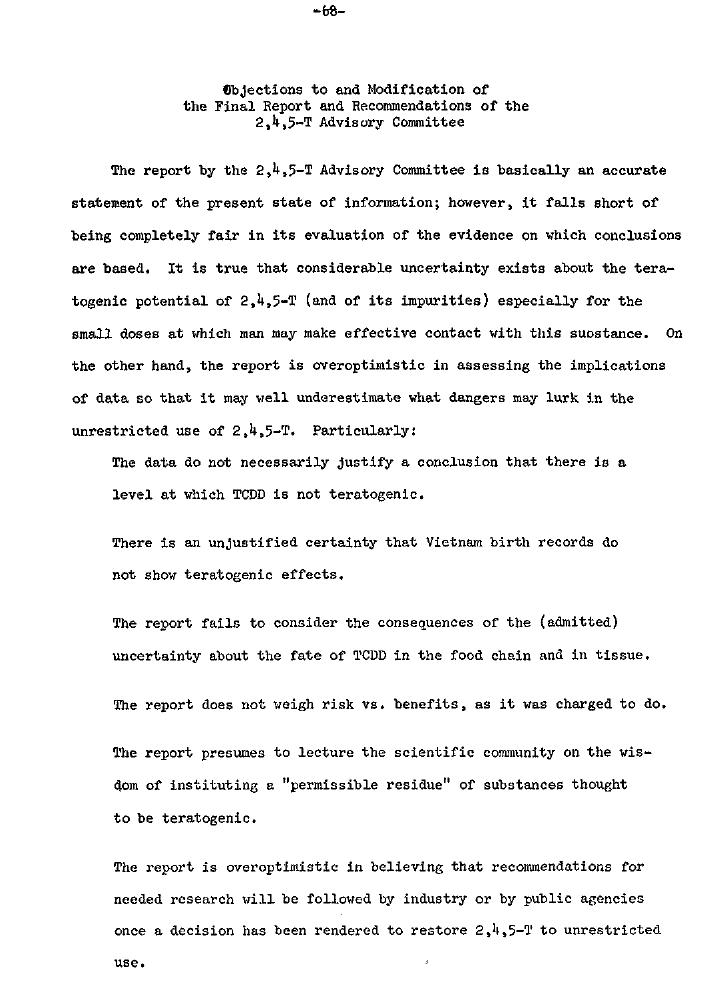 -68-
Objections to and Modification of
the Final Report and Recommendations of the
2,4,5-T Advisory Committee
The report by the 2,4,5-T Advisory Committee is basically an accurate
statement of the present state of information; however, it falls short of
being completely fair in its evaluation of the evidence on which conclusions
are based. It is true that considerable uncertainty exists about the tera-
togenic potential of 2,4,5-T (and of its impurities) especially for the
small doses at which man may make effective contact with this suostance. On
the other hand, the report is overoptimistic in assessing the implications
of data so that it may well underestimate what dangers may lurk in the
unrestricted use of 2,4,5-T. Particularly:
The data do not necessarily justify a conclusion that there is a
level at which TCDD is not teratogenic.
There is an unjustified certainty that Vietnam birth records do
not show teratogenic effects.
The report fails to consider the consequences of the (admitted)
uncertainty about the fate of TCDD in the food chain and in tissue.
The report does not weigh risk vs. benefits, as it was charged to do.
The report presumes to lecture the scientific community on the wis-
dom of instituting a "permissible residue" of substances thought
to be teratogenic.
The report is overoptimistic in believing that recommendations for
needed research will be followed by industry or by public agencies
once a decision has been rendered to restore 2,4,5-T to unrestricted
use.